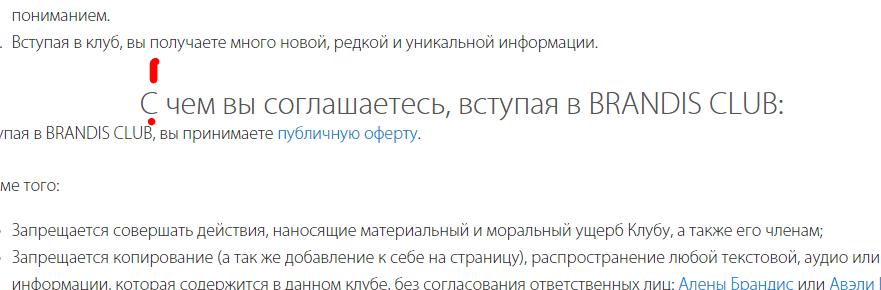 пониманием.
Вступая в клуб, вы получаете много новой, редкой и уникальной информации.
С чем вы соглашаетесь, вступая в BRANDIS CLUB:
упая в BRANDIS CLUB, вы принимаете публичную оферту.
ме того:
Запрещается совершать действия, наносящие материальный и моральный ущерб Клубу, а также его членам;
Запрещается копирование (а так же добавление к себе на страницу), распространение любой текстовой, аудио или
информации, которая содержится в данном клубе, без согласования ответственных лиц: Алены Брандис или Авэли